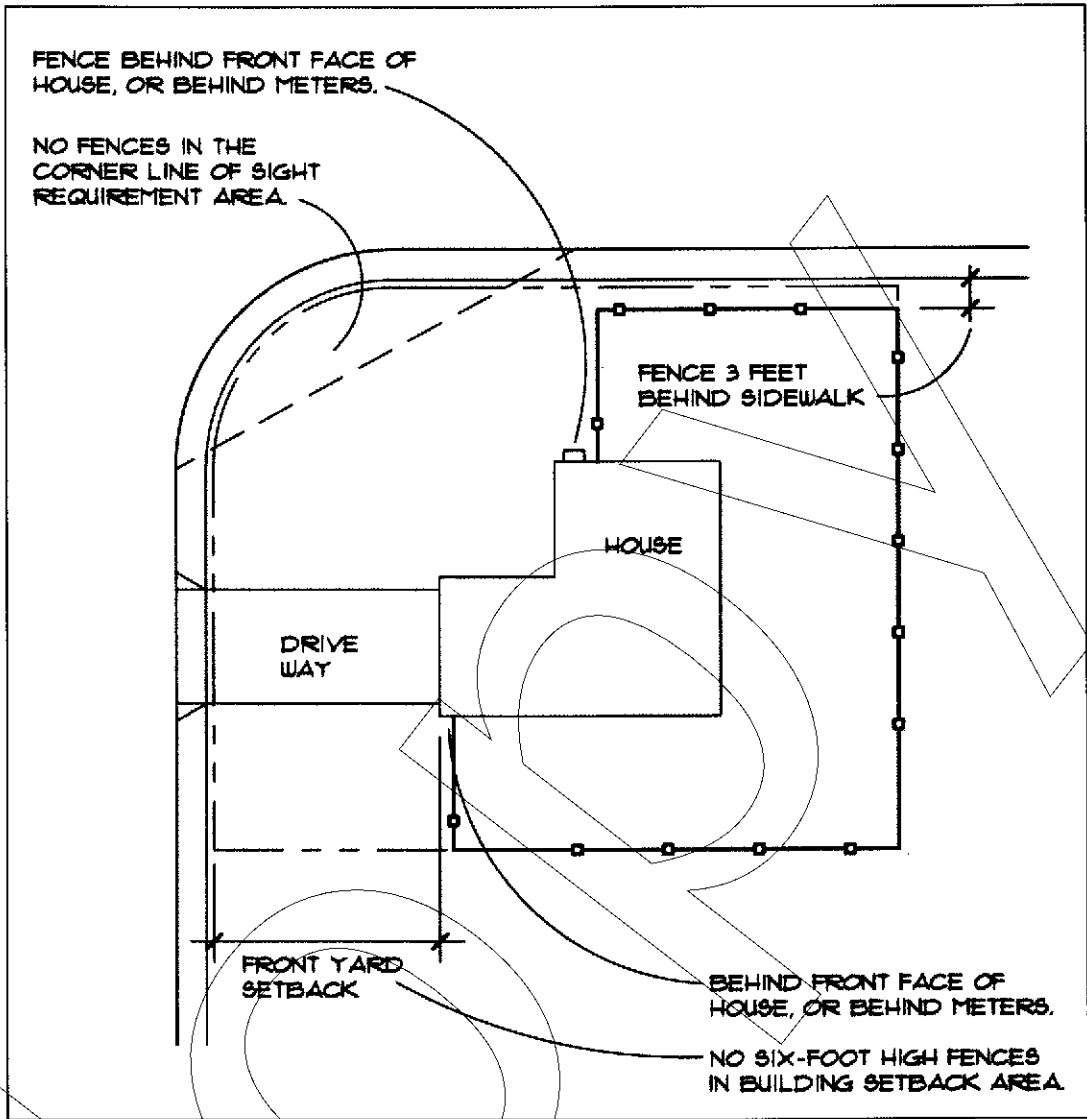 FENCE BEHIND FRONT FACE OF
HOUSE, OR BEHIND METERS.
NO FENCES IN THE
CORNER LINE OF SIGHT
REQUIREMENT AREA.
FENCE 3 FEET
BEHIND SIDEWALK
HOUSE
DRIVE
WAY
FRONT YARD
SETBACK
BEHIND FRONT FACE OF
HOUSE, OR BEHIND METERS.
NO SIX-FOOT HIGH FENCES
IN BUILDING SETBACK AREA